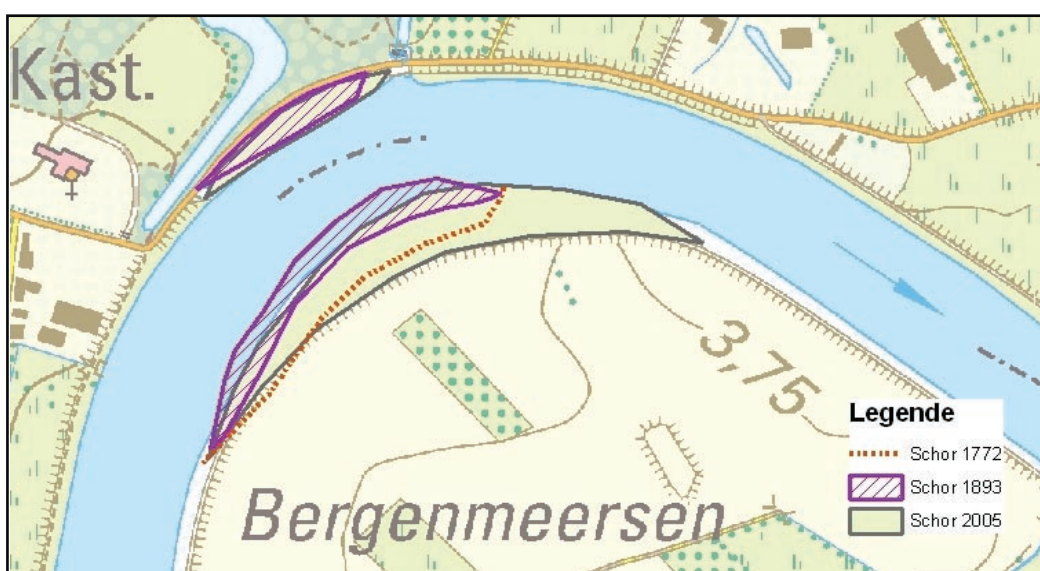 Kast.
3,75
Bergenmeersen
Legende
Schor 1772
Schor 1893
Schor 2005